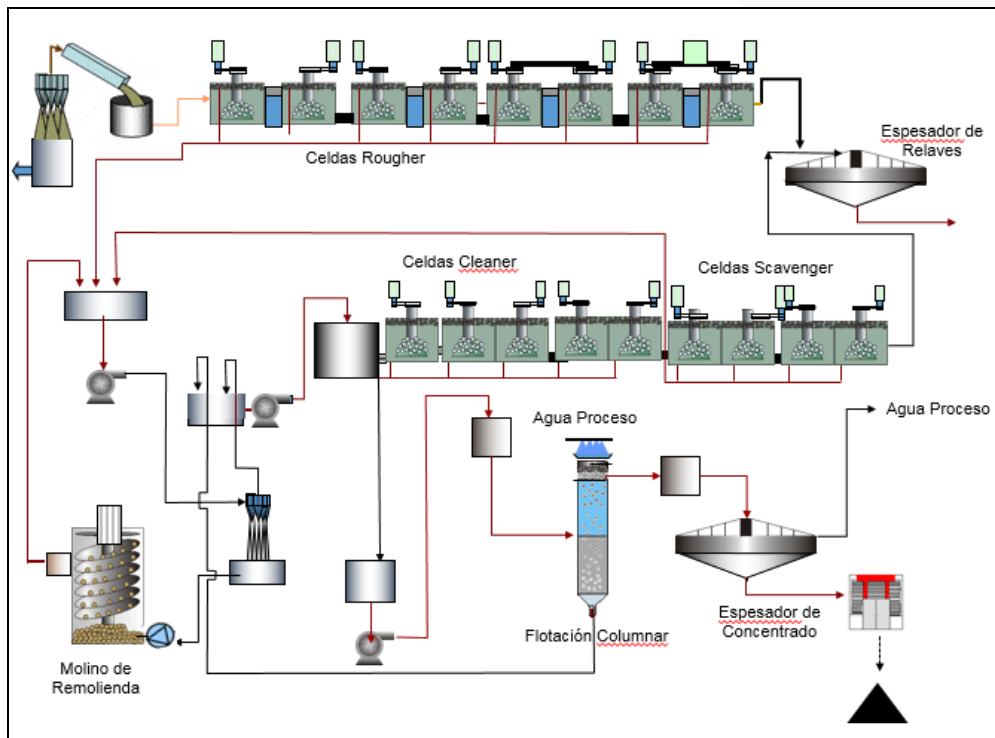 Espesador de
Relaves
Celdas Rougher
Celdas Cleaner
Celdas Scavenger
Agua Proceso
Agua Proceso
Flotación Columnar
Espesador de
Concentrado
Molino de
Remolienda